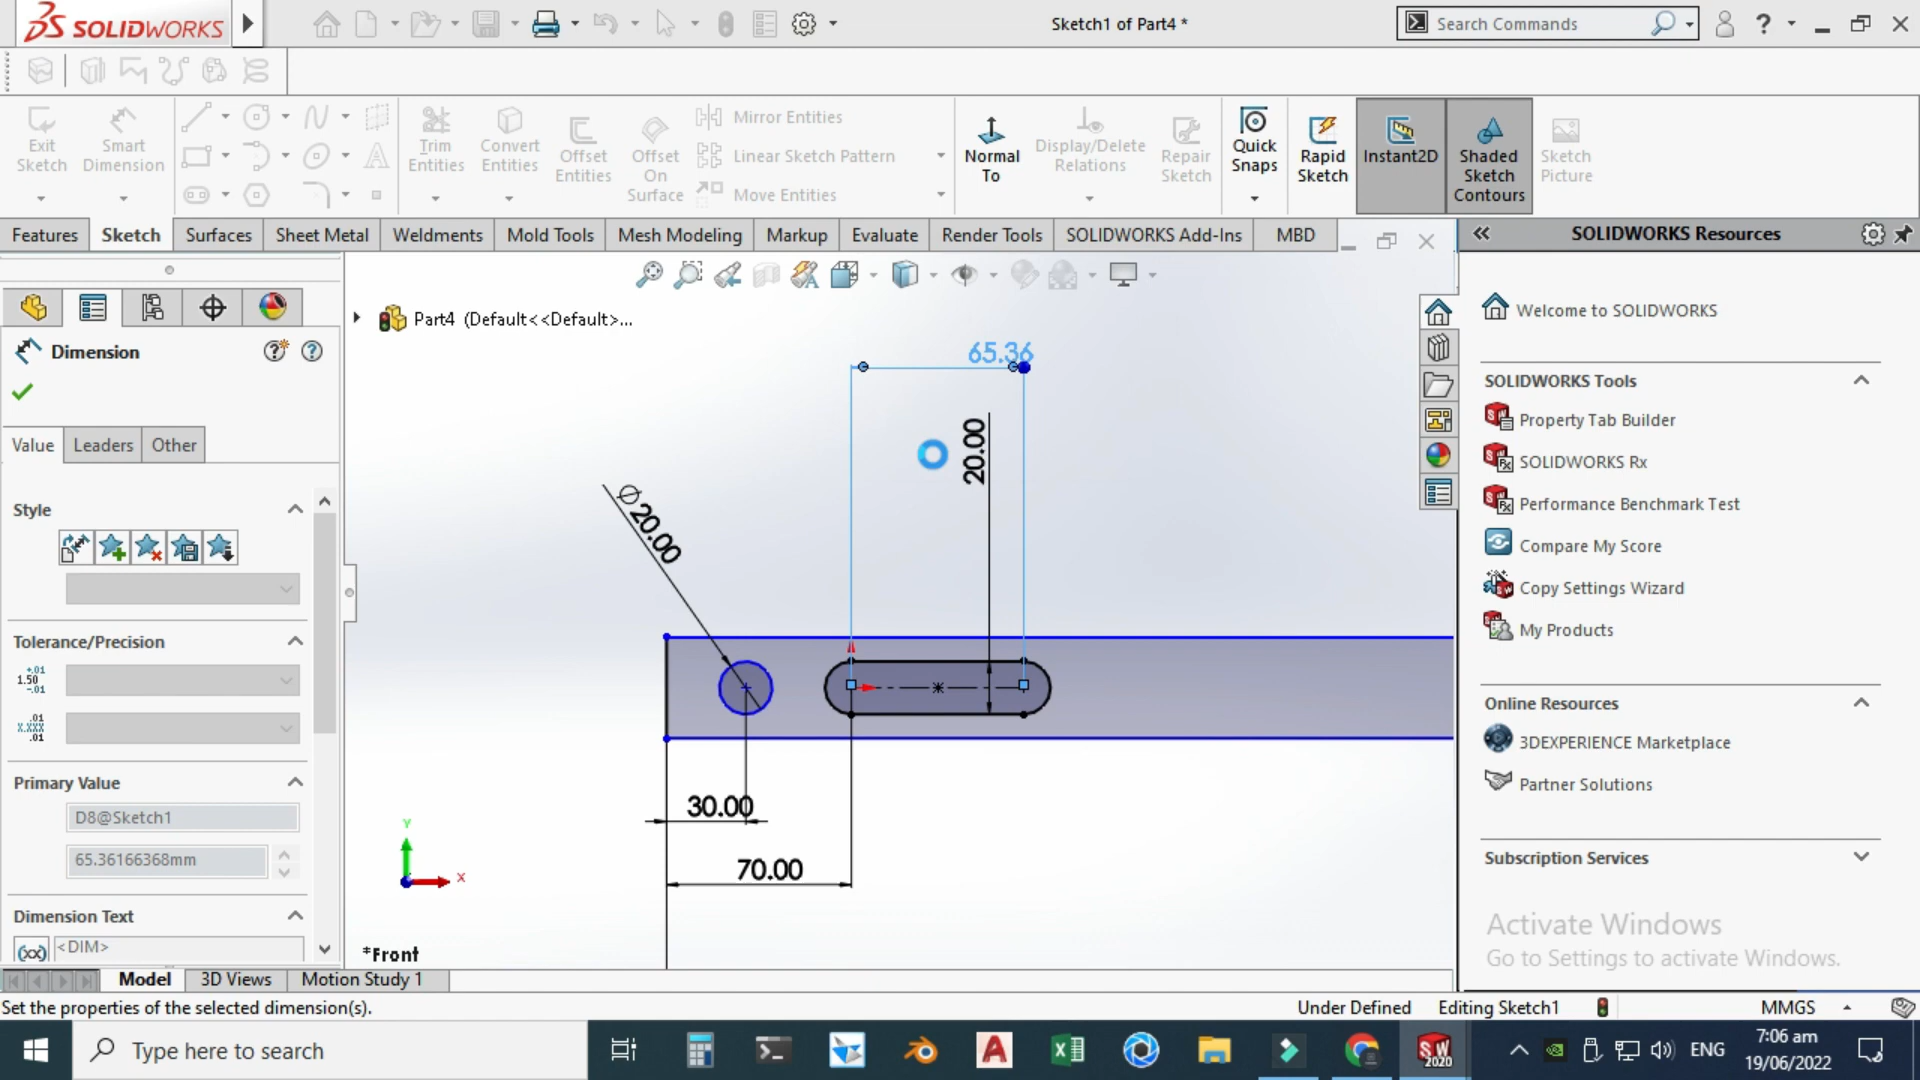 SOLIDWORKS
Sketch1 of Part4 *
Search Commands
Exit Sketch
Smart Dimension
Trim Entities
Convert Entities
Offset Entities
Offset On Surface
Mirror Entities
Linear Sketch Pattern
Move Entities
Normal To
Display/Delete Relations
Repair Sketch
Quick Snaps
Rapid Sketch
Instant2D
Shaded Sketch Contours
Sketch Picture
Features
Sketch
Surfaces
Sheet Metal
Weldments
Mold Tools
Mesh Modeling
Markup
Evaluate
Render Tools
SOLIDWORKS Add-Ins
MBD
SOLIDWORKS Resources
Part4 (Default<<Default>...
Dimension
Value
Leaders
Other
Style
Tolerance/Precision
Primary Value
D8@Sketch1
65.36166368mm
Dimension Text
<DIM>
65.36
20.00
Ø20.00
30.00
70.00
Y
X
*Front
Welcome to SOLIDWORKS
SOLIDWORKS Tools
Property Tab Builder
SOLIDWORKS Rx
Performance Benchmark Test
Compare My Score
Copy Settings Wizard
My Products
Online Resources
3DEXPERIENCE Marketplace
Partner Solutions
Subscription Services
Activate Windows
Go to Settings to activate Windows.
Model
3D Views
Motion Study 1
Set the properties of the selected dimension(s).
Under Defined
Editing Sketch1
MMGS
Type here to search
ENG
7:06 am
19/06/2022